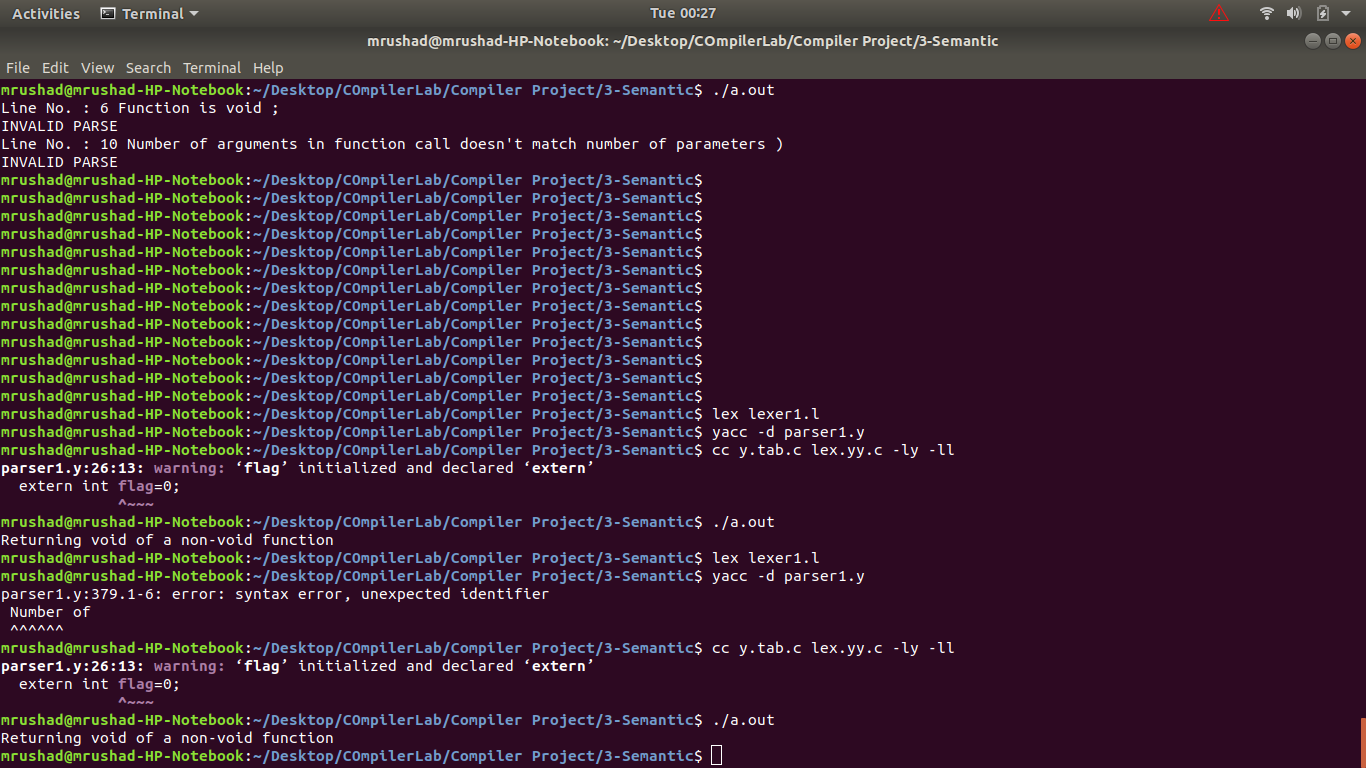 Activities Terminal Tue 00:27
mrushad@mrushad-HP-Notebook: ~/Desktop/COmpilerLab/Compiler Project/3-Semantic
File Edit View Search Terminal Help
mrushad@mrushad-HP-Notebook:~/Desktop/COmpilerLab/Compiler Project/3-Semantic$ ./a.out
Line No. : 6 Function is void ;
INVALID PARSE
Line No. : 10 Number of arguments in function call doesn't match number of parameters )
INVALID PARSE
mrushad@mrushad-HP-Notebook:~/Desktop/COmpilerLab/Compiler Project/3-Semantic$
mrushad@mrushad-HP-Notebook:~/Desktop/COmpilerLab/Compiler Project/3-Semantic$
mrushad@mrushad-HP-Notebook:~/Desktop/COmpilerLab/Compiler Project/3-Semantic$
mrushad@mrushad-HP-Notebook:~/Desktop/COmpilerLab/Compiler Project/3-Semantic$
mrushad@mrushad-HP-Notebook:~/Desktop/COmpilerLab/Compiler Project/3-Semantic$
mrushad@mrushad-HP-Notebook:~/Desktop/COmpilerLab/Compiler Project/3-Semantic$
mrushad@mrushad-HP-Notebook:~/Desktop/COmpilerLab/Compiler Project/3-Semantic$
mrushad@mrushad-HP-Notebook:~/Desktop/COmpilerLab/Compiler Project/3-Semantic$
mrushad@mrushad-HP-Notebook:~/Desktop/COmpilerLab/Compiler Project/3-Semantic$
mrushad@mrushad-HP-Notebook:~/Desktop/COmpilerLab/Compiler Project/3-Semantic$
mrushad@mrushad-HP-Notebook:~/Desktop/COmpilerLab/Compiler Project/3-Semantic$
mrushad@mrushad-HP-Notebook:~/Desktop/COmpilerLab/Compiler Project/3-Semantic$
mrushad@mrushad-HP-Notebook:~/Desktop/COmpilerLab/Compiler Project/3-Semantic$
mrushad@mrushad-HP-Notebook:~/Desktop/COmpilerLab/Compiler Project/3-Semantic$ lex lexer1.l
mrushad@mrushad-HP-Notebook:~/Desktop/COmpilerLab/Compiler Project/3-Semantic$ yacc -d parser1.y
mrushad@mrushad-HP-Notebook:~/Desktop/COmpilerLab/Compiler Project/3-Semantic$ cc y.tab.c lex.yy.c -ly -ll
parser1.y:26:13: warning: ‘flag’ initialized and declared ‘extern’
extern int flag=0;
^~~~
mrushad@mrushad-HP-Notebook:~/Desktop/COmpilerLab/Compiler Project/3-Semantic$ ./a.out
Returning void of a non-void function
mrushad@mrushad-HP-Notebook:~/Desktop/COmpilerLab/Compiler Project/3-Semantic$ lex lexer1.l
mrushad@mrushad-HP-Notebook:~/Desktop/COmpilerLab/Compiler Project/3-Semantic$ yacc -d parser1.y
parser1.y:379.1-6: error: syntax error, unexpected identifier
Number of
^^^^^^
mrushad@mrushad-HP-Notebook:~/Desktop/COmpilerLab/Compiler Project/3-Semantic$ cc y.tab.c lex.yy.c -ly -ll
parser1.y:26:13: warning: ‘flag’ initialized and declared ‘extern’
extern int flag=0;
^~~~
mrushad@mrushad-HP-Notebook:~/Desktop/COmpilerLab/Compiler Project/3-Semantic$ ./a.out
Returning void of a non-void function
mrushad@mrushad-HP-Notebook:~/Desktop/COmpilerLab/Compiler Project/3-Semantic$